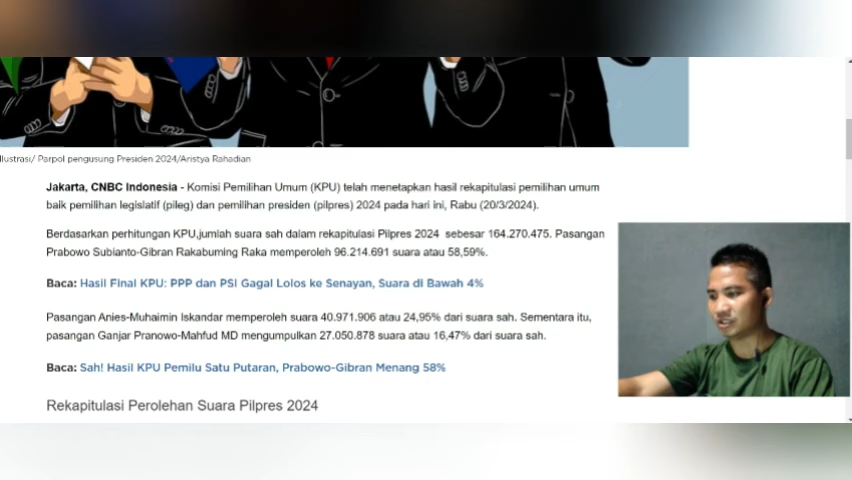 llustrasi/ Parpol pengusung Presiden 2024/Aristya Rahadian
Jakarta, CNBC Indonesia - Komisi Pemilihan Umum (KPU) telah menetapkan hasil rekapitulasi pemilihan umum
baik pemilihan legislatif (pileg) dan pemilihan presiden (pilpres) 2024 pada hari ini, Rabu (20/3/2024).
Berdasarkan perhitungan KPU,jumlah suara sah dalam rekapitulasi Pilpres 2024 sebesar 164.270.475. Pasangan
Prabowo Subianto-Gibran Rakabuming Raka memperoleh 96.214.691 suara atau 58,59%.
Baca: Hasil Final KPU: PPP dan PSI Gagal Lolos ke Senayan, Suara di Bawah 4%
Pasangan Anies-Muhaimin Iskandar memperoleh suara 40.971.906 atau 24,95% dari suara sah. Sementara itu,
pasangan Ganjar Pranowo-Mahfud MD mengumpulkan 27.050.878 suara atau 16,47% dari suara sah.
Baca: Sah! Hasil KPU Pemilu Satu Putaran, Prabowo-Gibran Menang 58%
Rekapitulasi Perolehan Suara Pilpres 2024